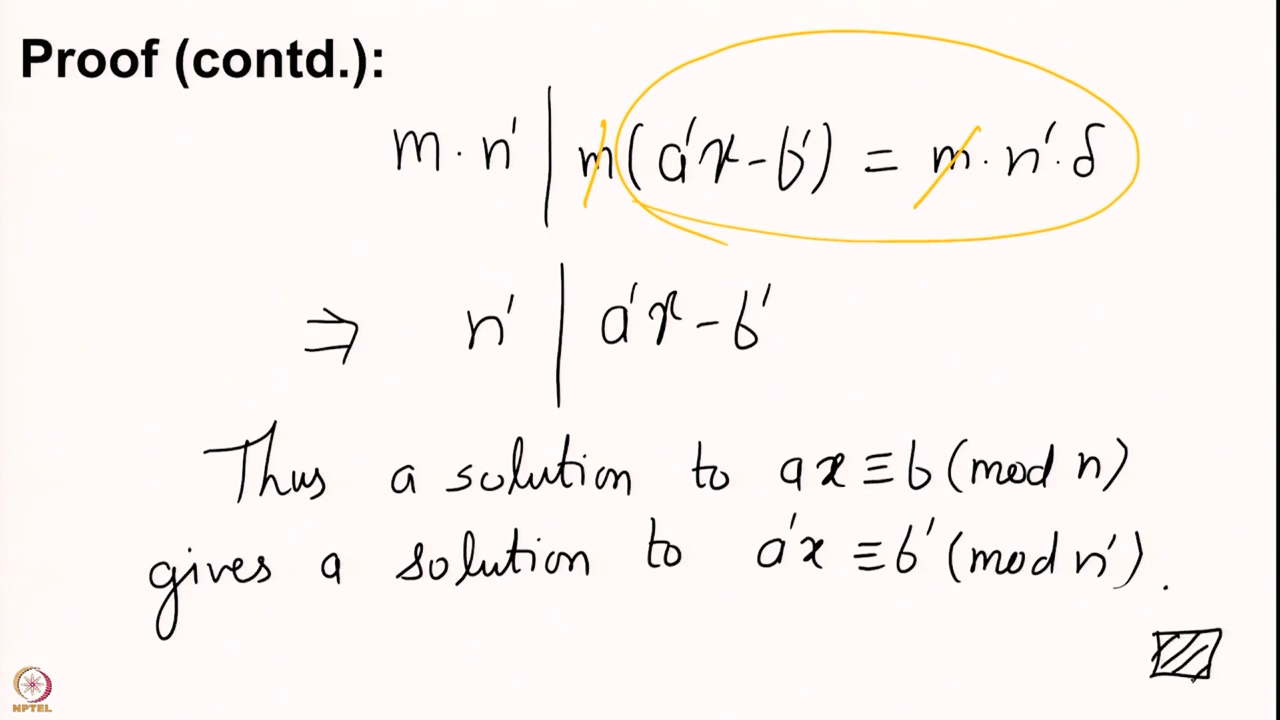 Proof (contd.):
m · n' | m(a'x - b') = m · n' · δ
⇒ n' | a'x - b'
Thus a solution to ax ≡ b (mod n)
gives a solution to a'x ≡ b' (mod n').
NPTEL